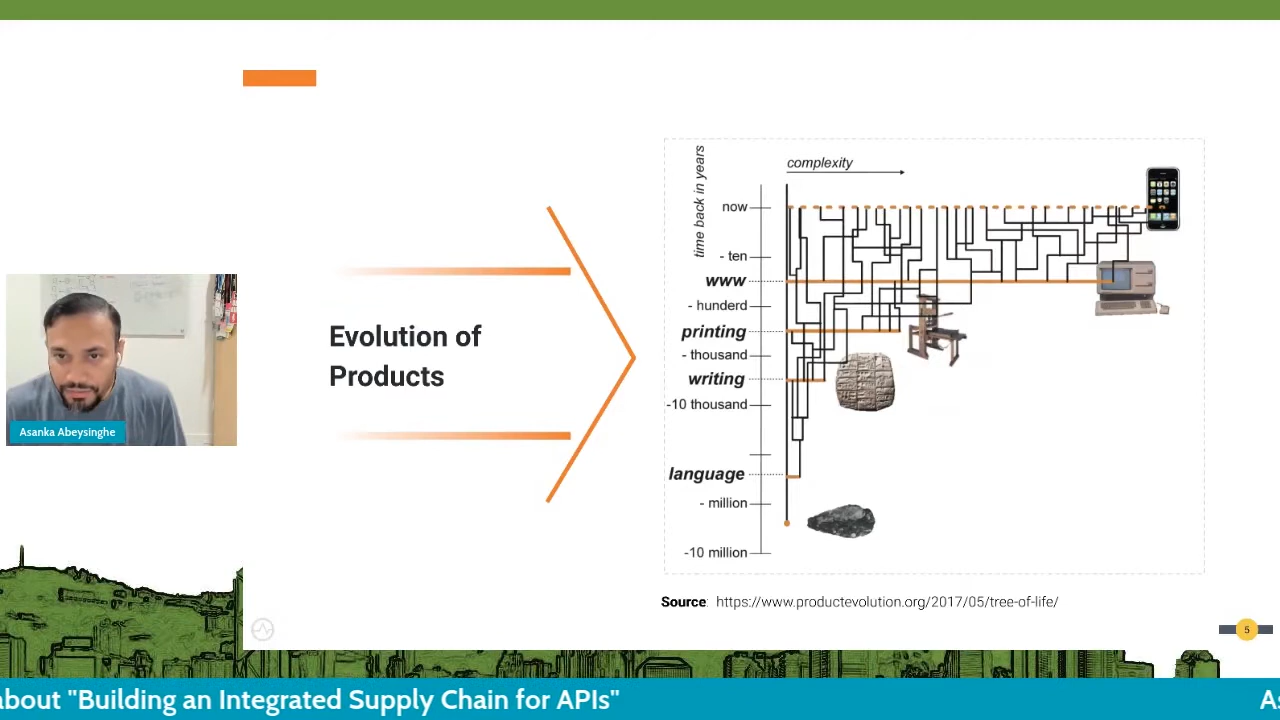 Evolution of
Products
time back in years
complexity
now
- ten
www
- hunderd
printing
- thousand
writing
-10 thousand
language
- million
-10 million
Source: https://www.productevolution.org/2017/05/tree-of-life/
Asanka Abeysinghe
5
about "Building an Integrated Supply Chain for APIs"
As